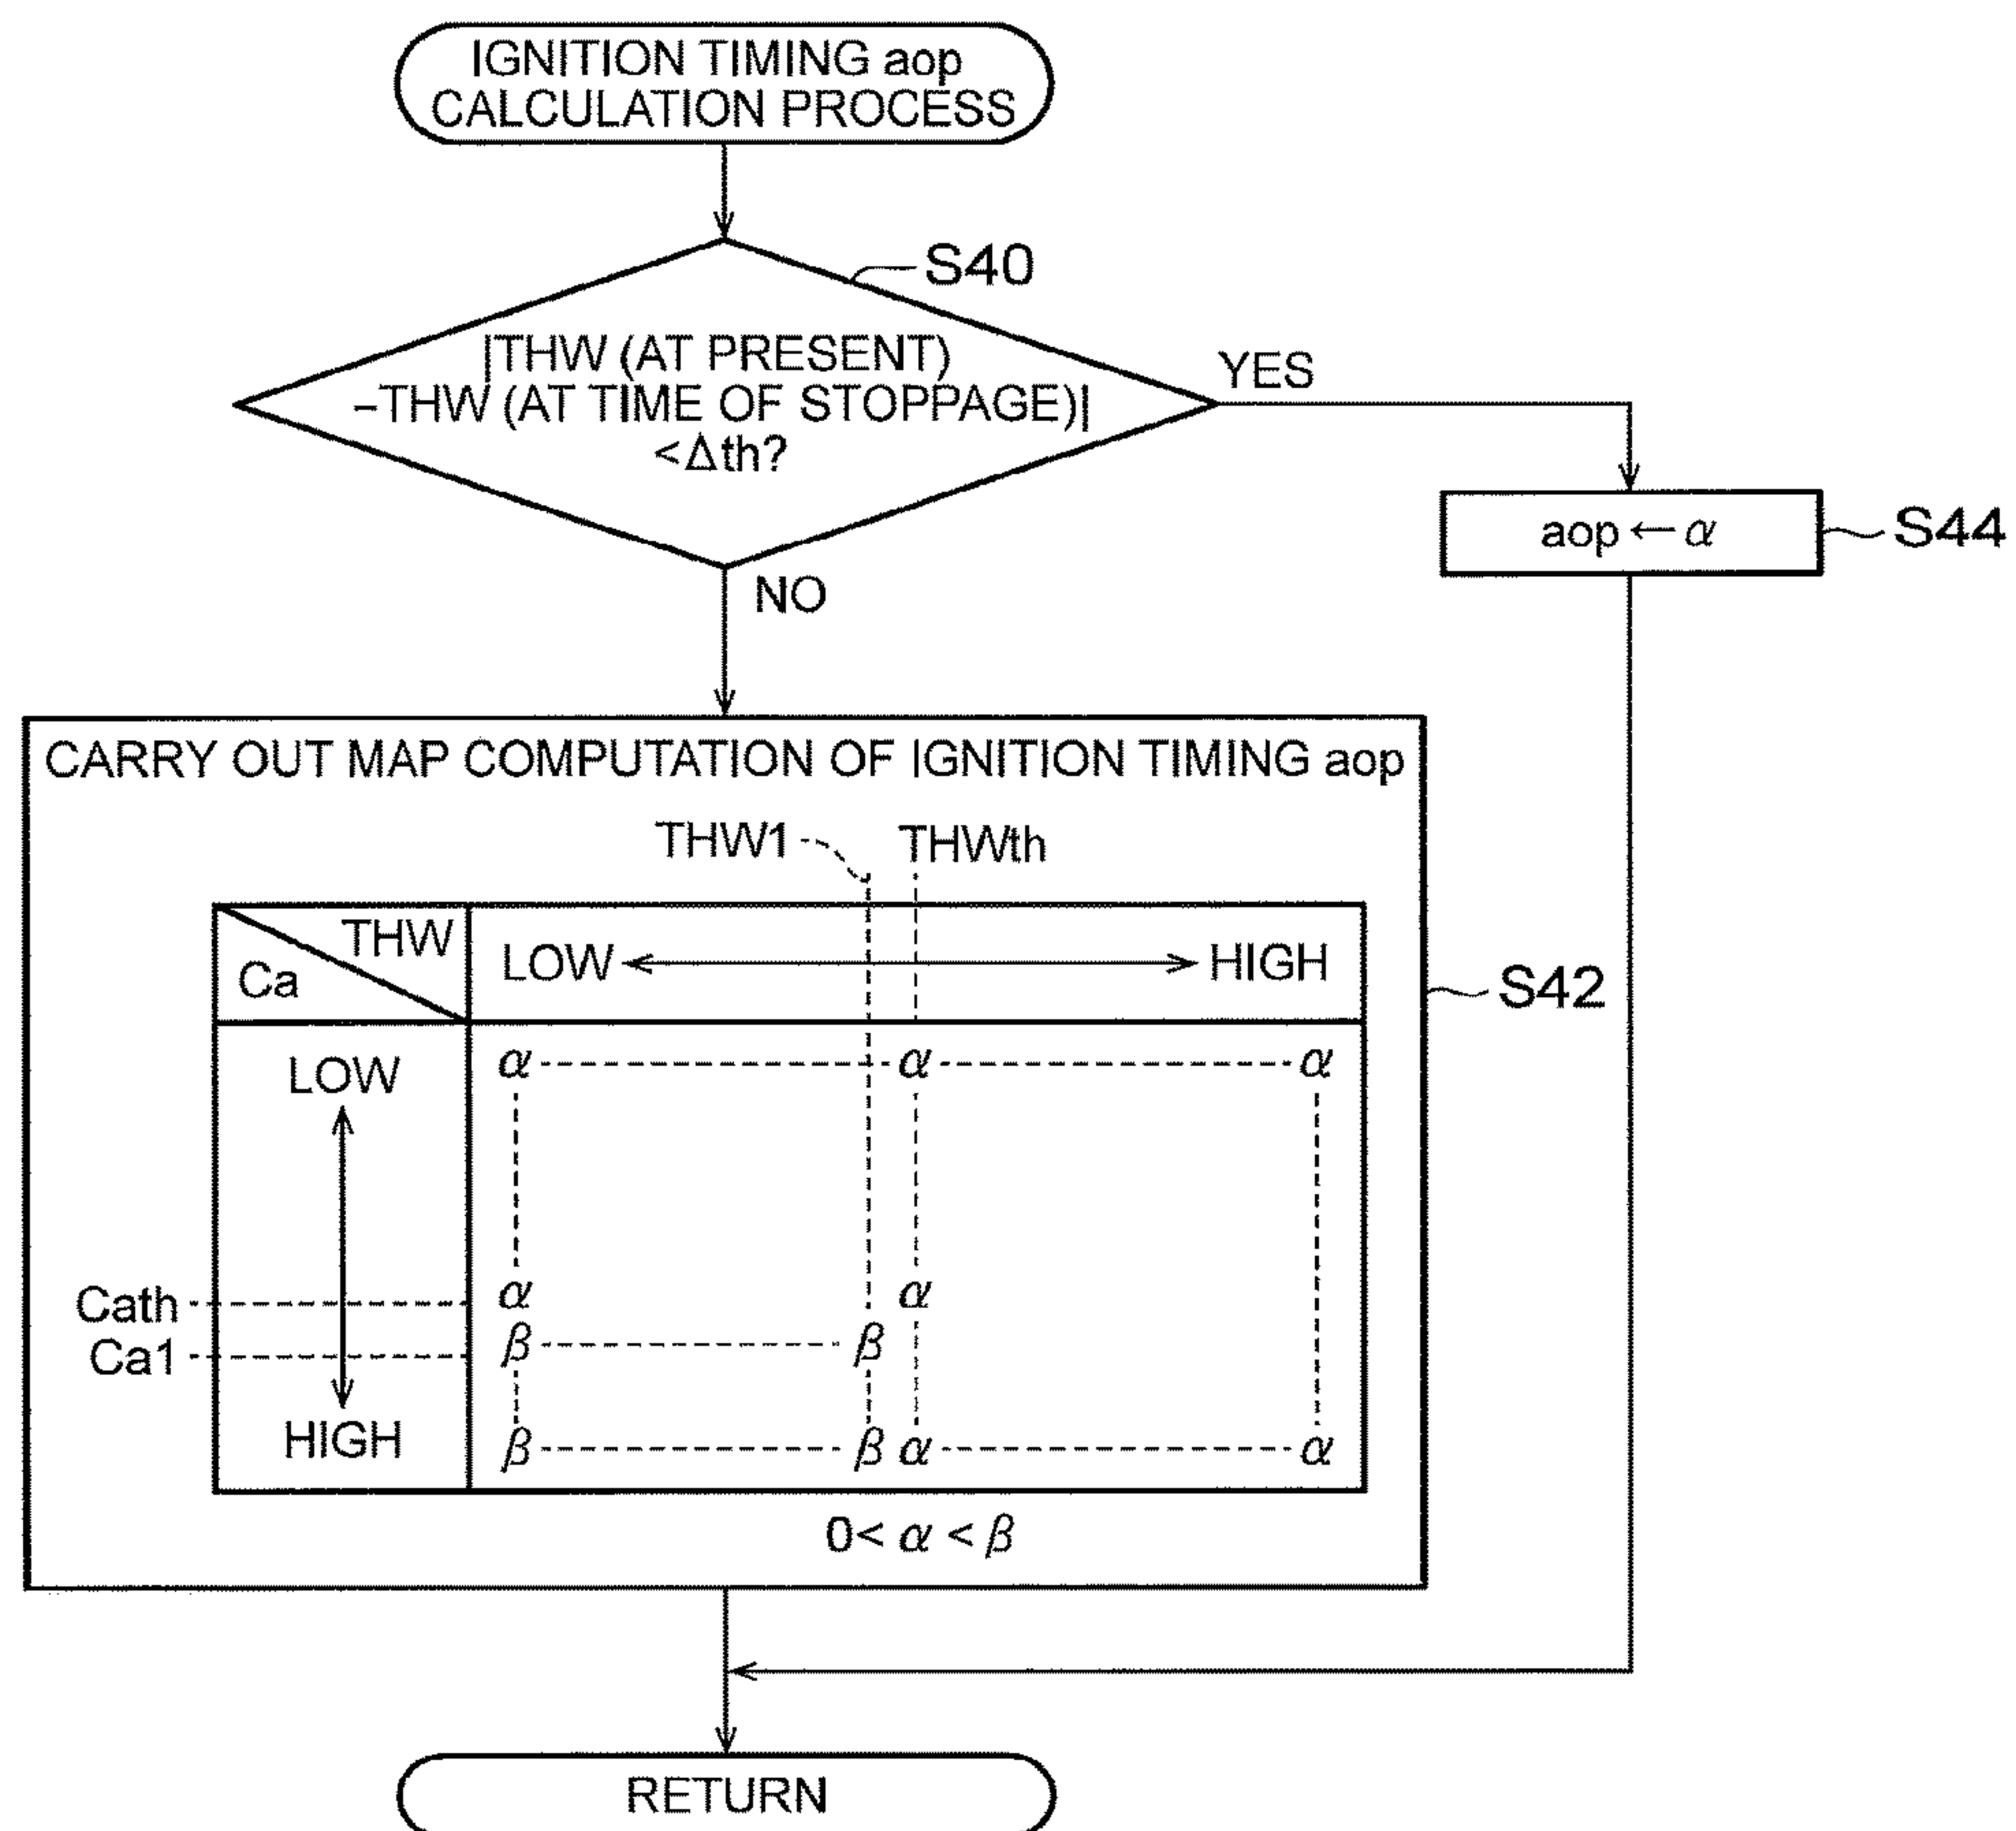 IGNITION TIMING aop
CALCULATION PROCESS
S40
|THW (AT PRESENT)
−THW (AT TIME OF STOPPAGE)|
<Δth?
YES
aop ← α
S44
NO
CARRY OUT MAP COMPUTATION OF IGNITION TIMING aop
THW1 THWth
THW
Ca
LOW HIGH
S42
LOW
α α α
Cath
α α
Ca1
β β
HIGH
β β α α
0< α < β
RETURN